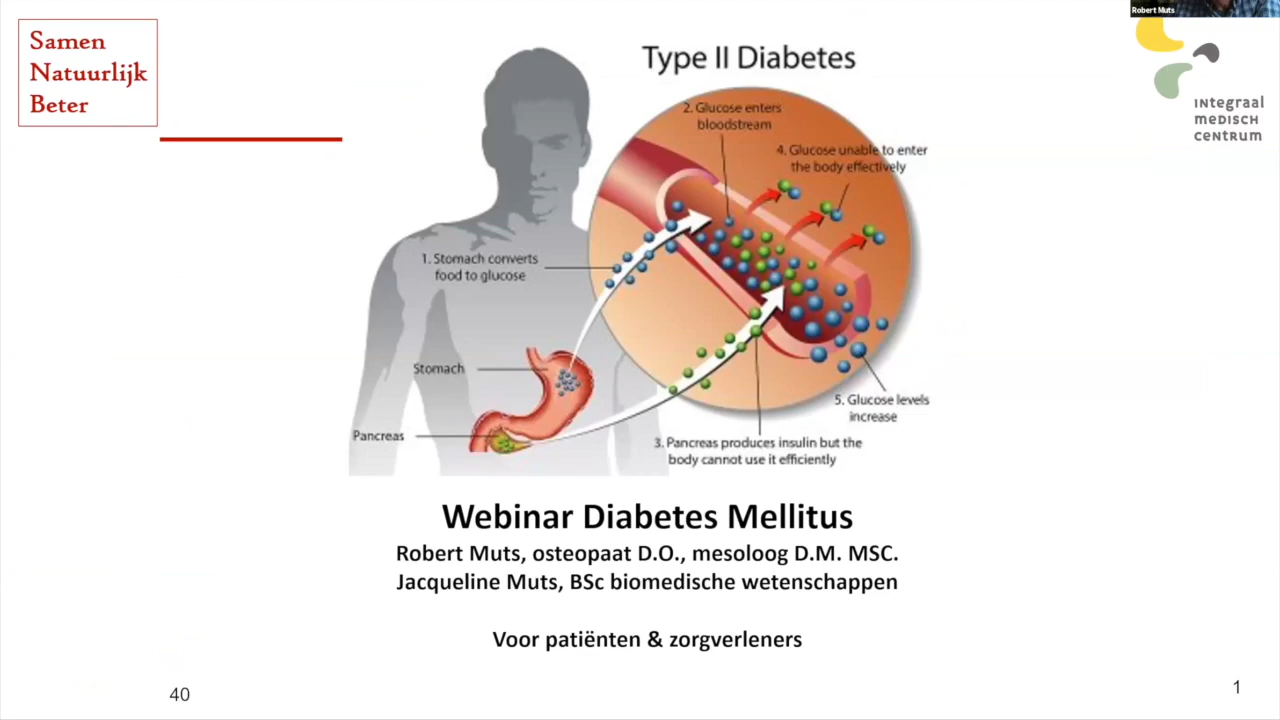 Robert Muts
Samen
Natuurlijk
Beter
Type II Diabetes
integraal
medisch
centrum
2. Glucose enters
bloodstream
4. Glucose unable to enter
the body effectively
1. Stomach converts
food to glucose
Stomach
Pancreas
5. Glucose levels
increase
3. Pancreas produces insulin but the
body cannot use it efficiently
Webinar Diabetes Mellitus
Robert Muts, osteopaat D.O., mesoloog D.M. MSC.
Jacqueline Muts, BSc biomedische wetenschappen
Voor patiënten & zorgverleners
40
1